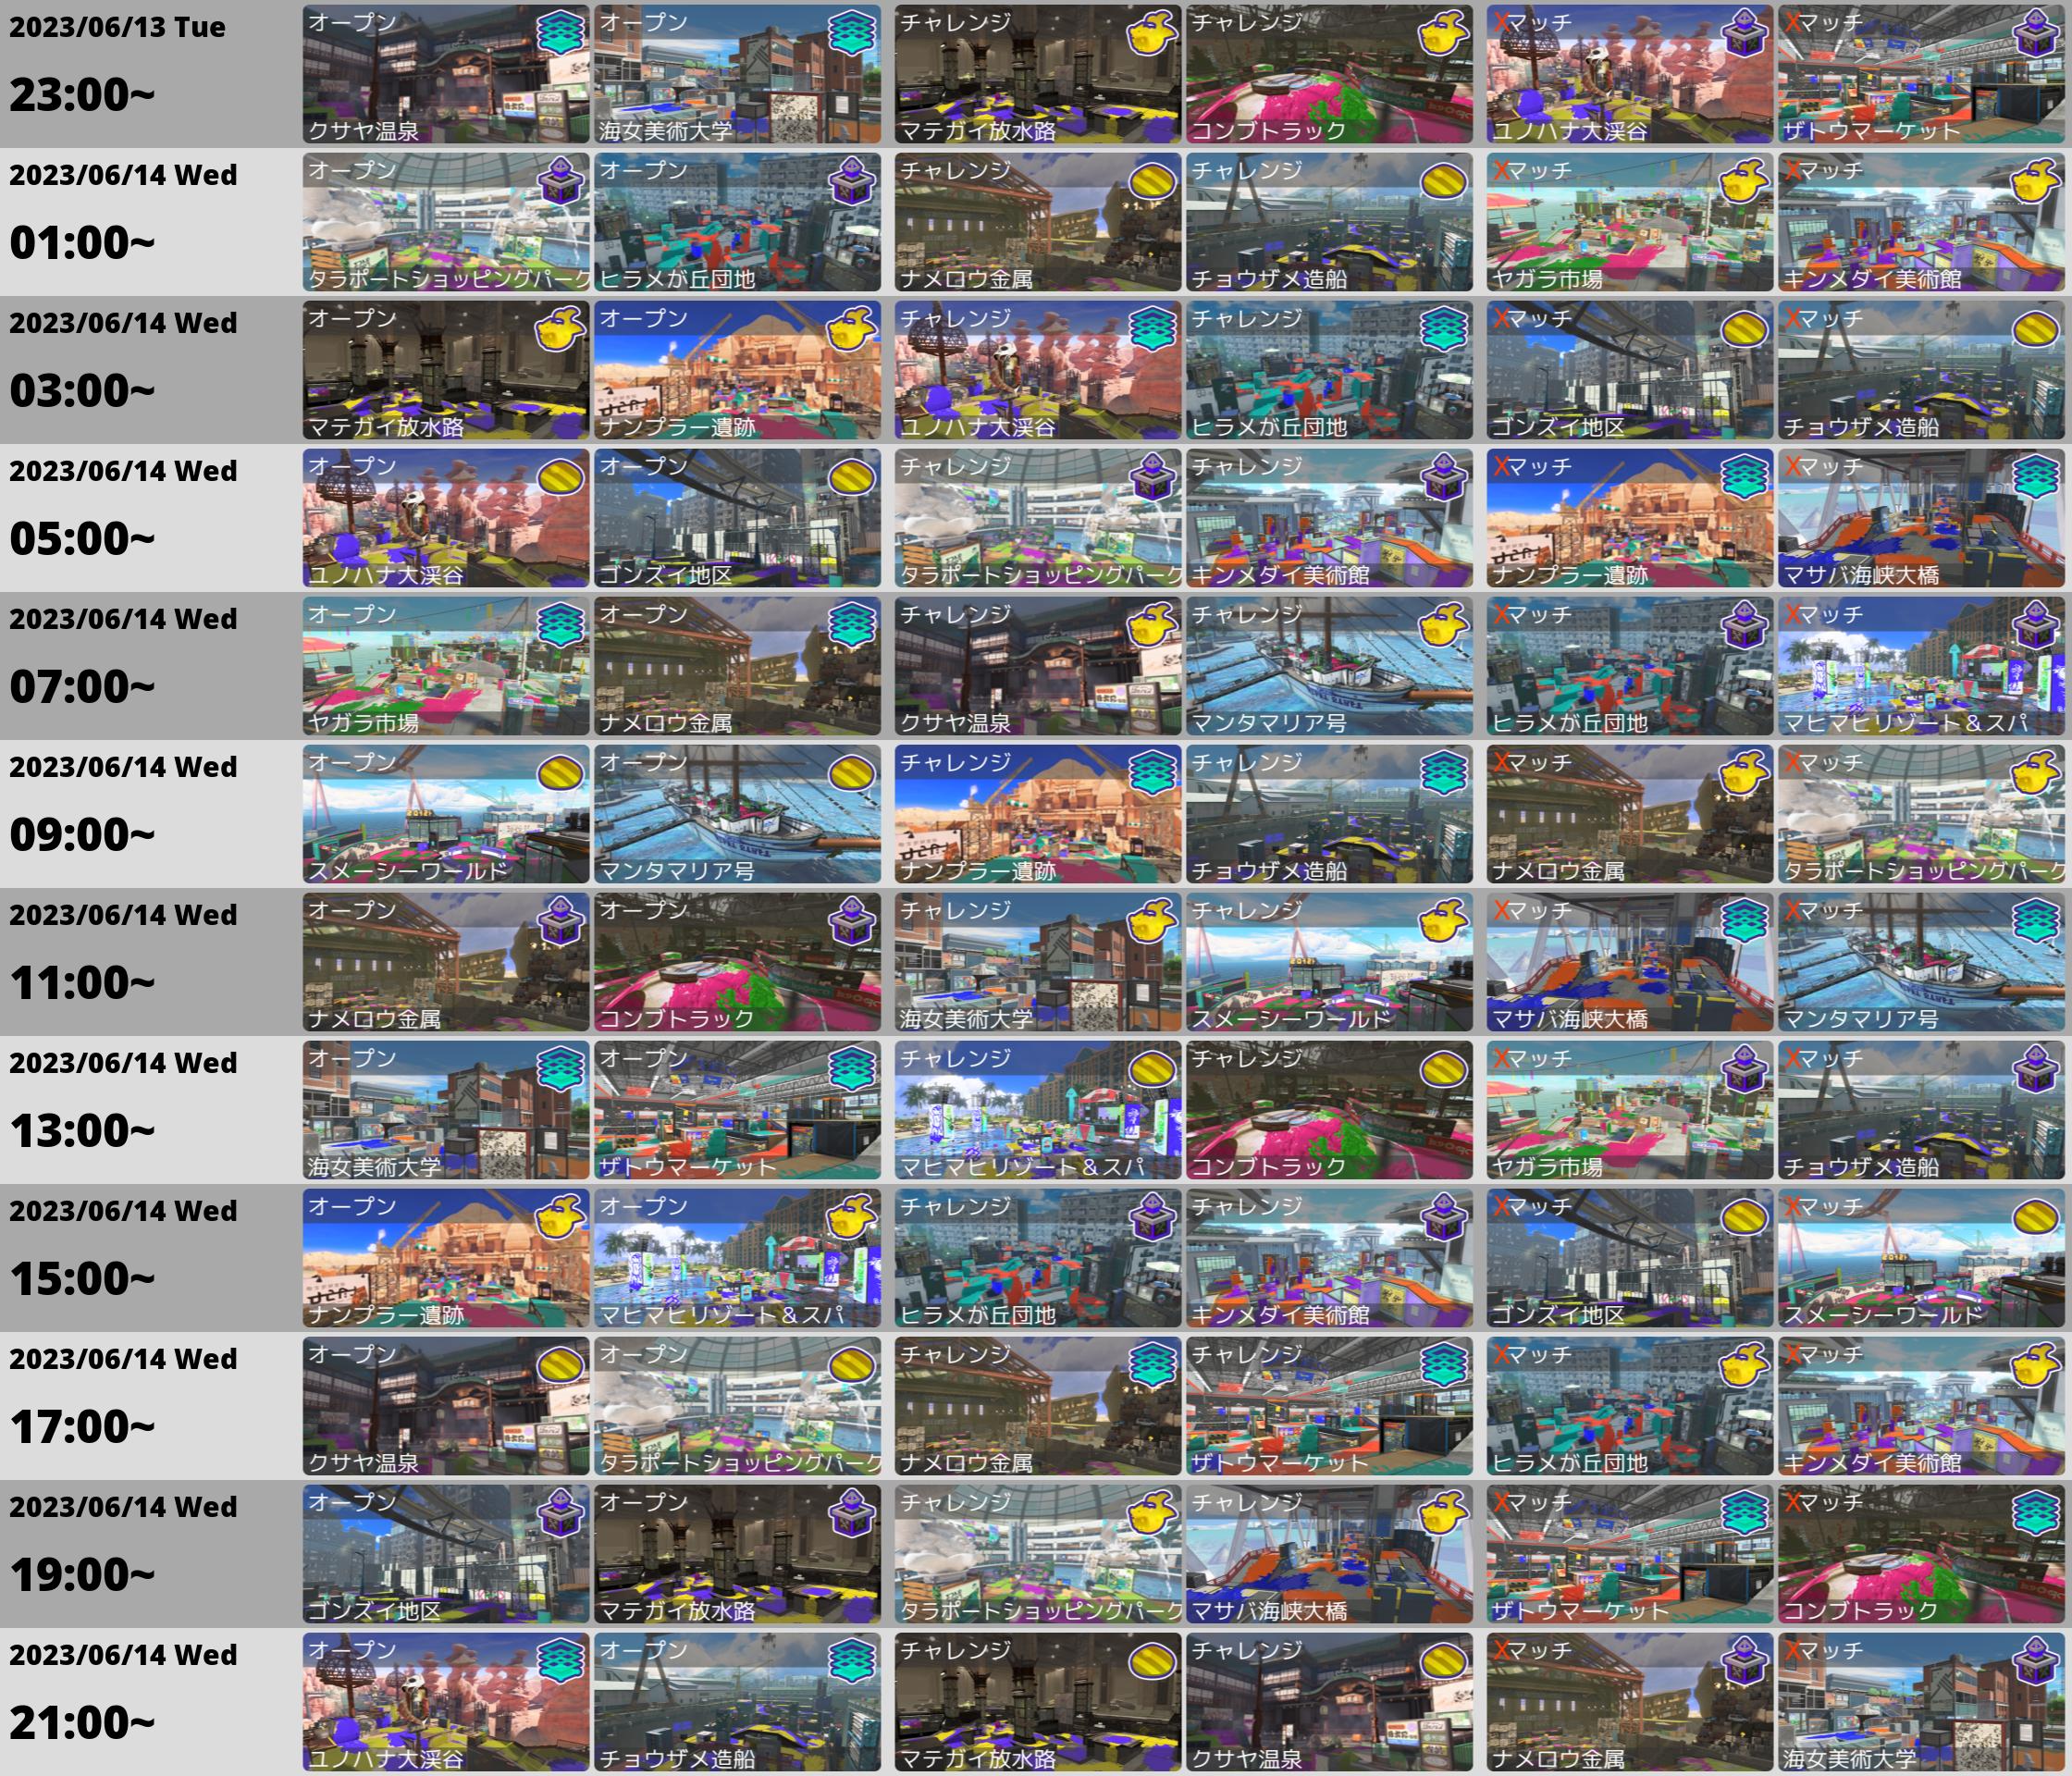 2023/06/13 Tue
23:00~
オープン オープン チャレンジ チャレンジ Xマッチ Xマッチ
クサヤ温泉 海女美術大学 マテガイ放水路 コンブトラック ユノハナ大渓谷 ザトウマーケット
2023/06/14 Wed
01:00~
オープン オープン チャレンジ チャレンジ Xマッチ Xマッチ
タラポートショッピングパーク ヒラメが丘団地 ナメロウ金属 チョウザメ造船 ヤガラ市場 キンメダイ美術館
2023/06/14 Wed
03:00~
オープン オープン チャレンジ チャレンジ Xマッチ Xマッチ
マテガイ放水路 ナンプラー遺跡 ユノハナ大渓谷 ヒラメが丘団地 ゴンズイ地区 チョウザメ造船
2023/06/14 Wed
05:00~
オープン オープン チャレンジ チャレンジ Xマッチ Xマッチ
ユノハナ大渓谷 ゴンズイ地区 タラポートショッピングパーク キンメダイ美術館 ナンプラー遺跡 マサバ海峡大橋
2023/06/14 Wed
07:00~
オープン オープン チャレンジ チャレンジ Xマッチ Xマッチ
ヤガラ市場 ナメロウ金属 クサヤ温泉 マンタマリア号 ヒラメが丘団地 マヒマヒリゾート＆スパ
2023/06/14 Wed
09:00~
オープン オープン チャレンジ チャレンジ Xマッチ Xマッチ
スメーシーワールド マンタマリア号 ナンプラー遺跡 チョウザメ造船 ナメロウ金属 タラポートショッピングパーク
2023/06/14 Wed
11:00~
オープン オープン チャレンジ チャレンジ Xマッチ Xマッチ
ナメロウ金属 コンブトラック 海女美術大学 スメーシーワールド マサバ海峡大橋 マンタマリア号
2023/06/14 Wed
13:00~
オープン オープン チャレンジ チャレンジ Xマッチ Xマッチ
海女美術大学 ザトウマーケット マヒマヒリゾート＆スパ コンブトラック ヤガラ市場 チョウザメ造船
2023/06/14 Wed
15:00~
オープン オープン チャレンジ チャレンジ Xマッチ Xマッチ
ナンプラー遺跡 マヒマヒリゾート＆スパ ヒラメが丘団地 キンメダイ美術館 ゴンズイ地区 スメーシーワールド
2023/06/14 Wed
17:00~
オープン オープン チャレンジ チャレンジ Xマッチ Xマッチ
クサヤ温泉 タラポートショッピングパーク ナメロウ金属 ザトウマーケット ヒラメが丘団地 キンメダイ美術館
2023/06/14 Wed
19:00~
オープン オープン チャレンジ チャレンジ Xマッチ Xマッチ
ゴンズイ地区 マテガイ放水路 タラポートショッピングパーク マサバ海峡大橋 ザトウマーケット コンブトラック
2023/06/14 Wed
21:00~
オープン オープン チャレンジ チャレンジ Xマッチ Xマッチ
ユノハナ大渓谷 チョウザメ造船 マテガイ放水路 クサヤ温泉 ナメロウ金属 海女美術大学